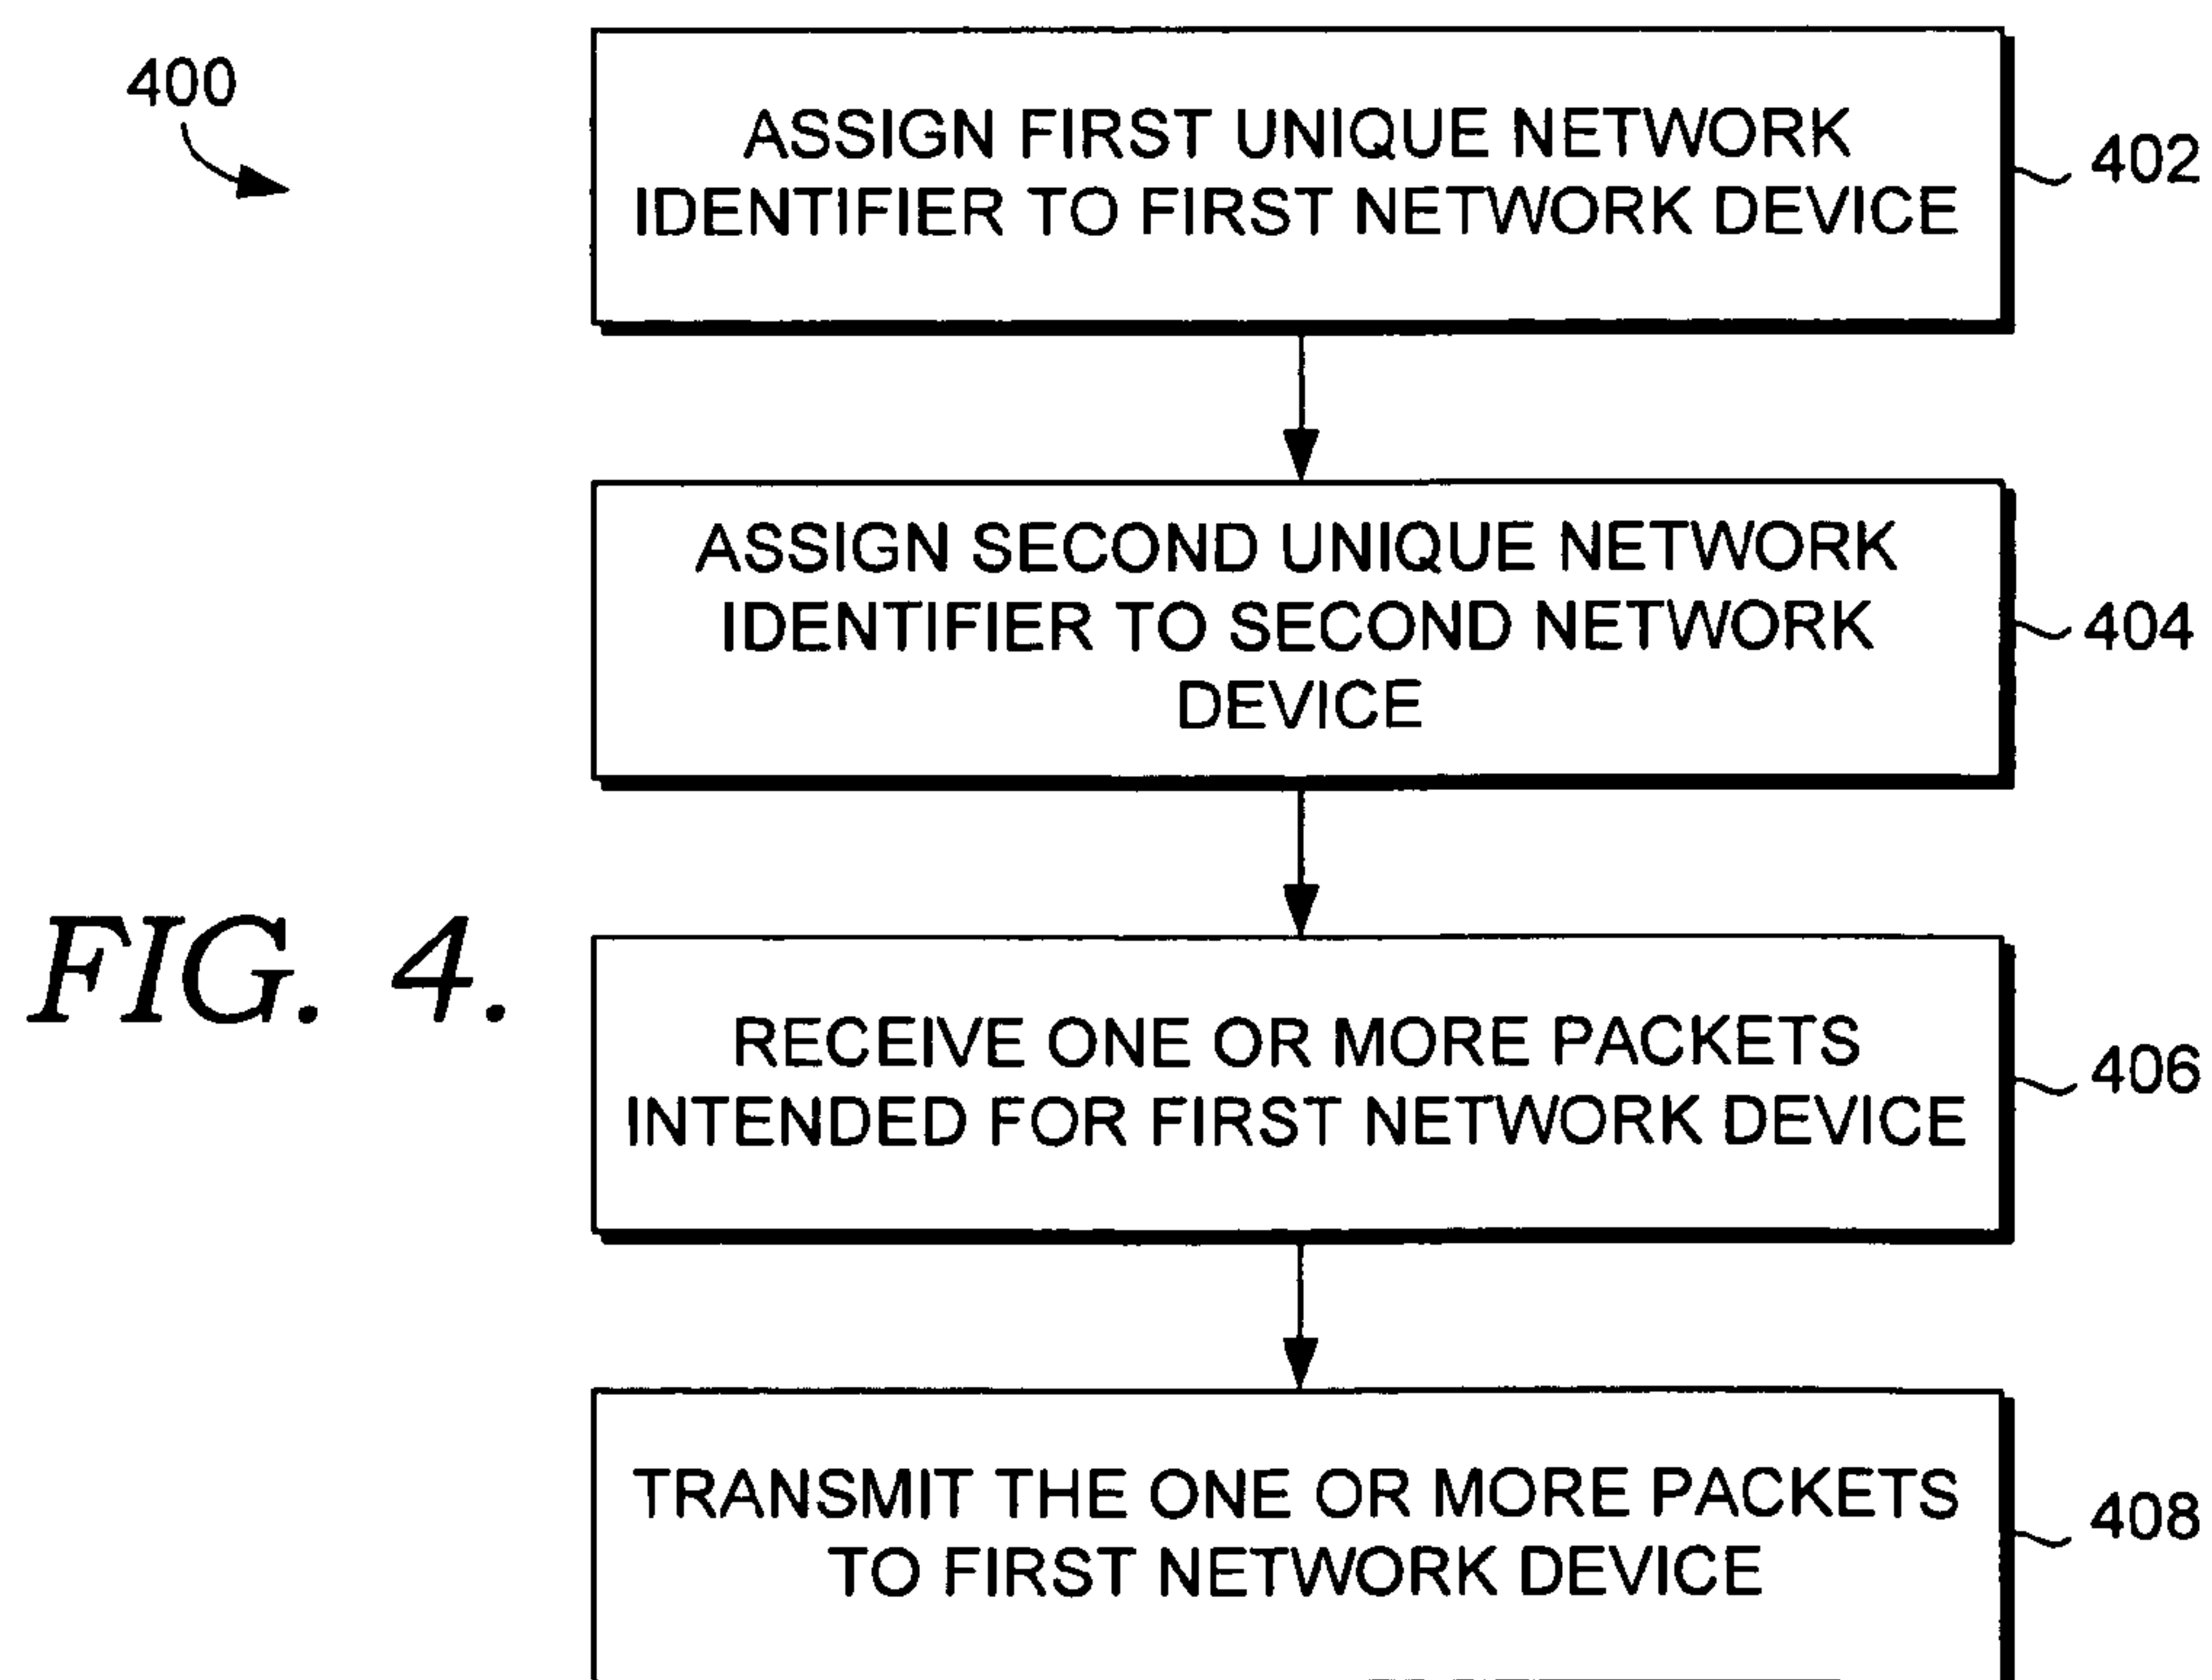 400
ASSIGN FIRST UNIQUE NETWORK
IDENTIFIER TO FIRST NETWORK DEVICE
402
ASSIGN SECOND UNIQUE NETWORK
IDENTIFIER TO SECOND NETWORK
DEVICE
404
FIG. 4.
RECEIVE ONE OR MORE PACKETS
INTENDED FOR FIRST NETWORK DEVICE
406
TRANSMIT THE ONE OR MORE PACKETS
TO FIRST NETWORK DEVICE
408